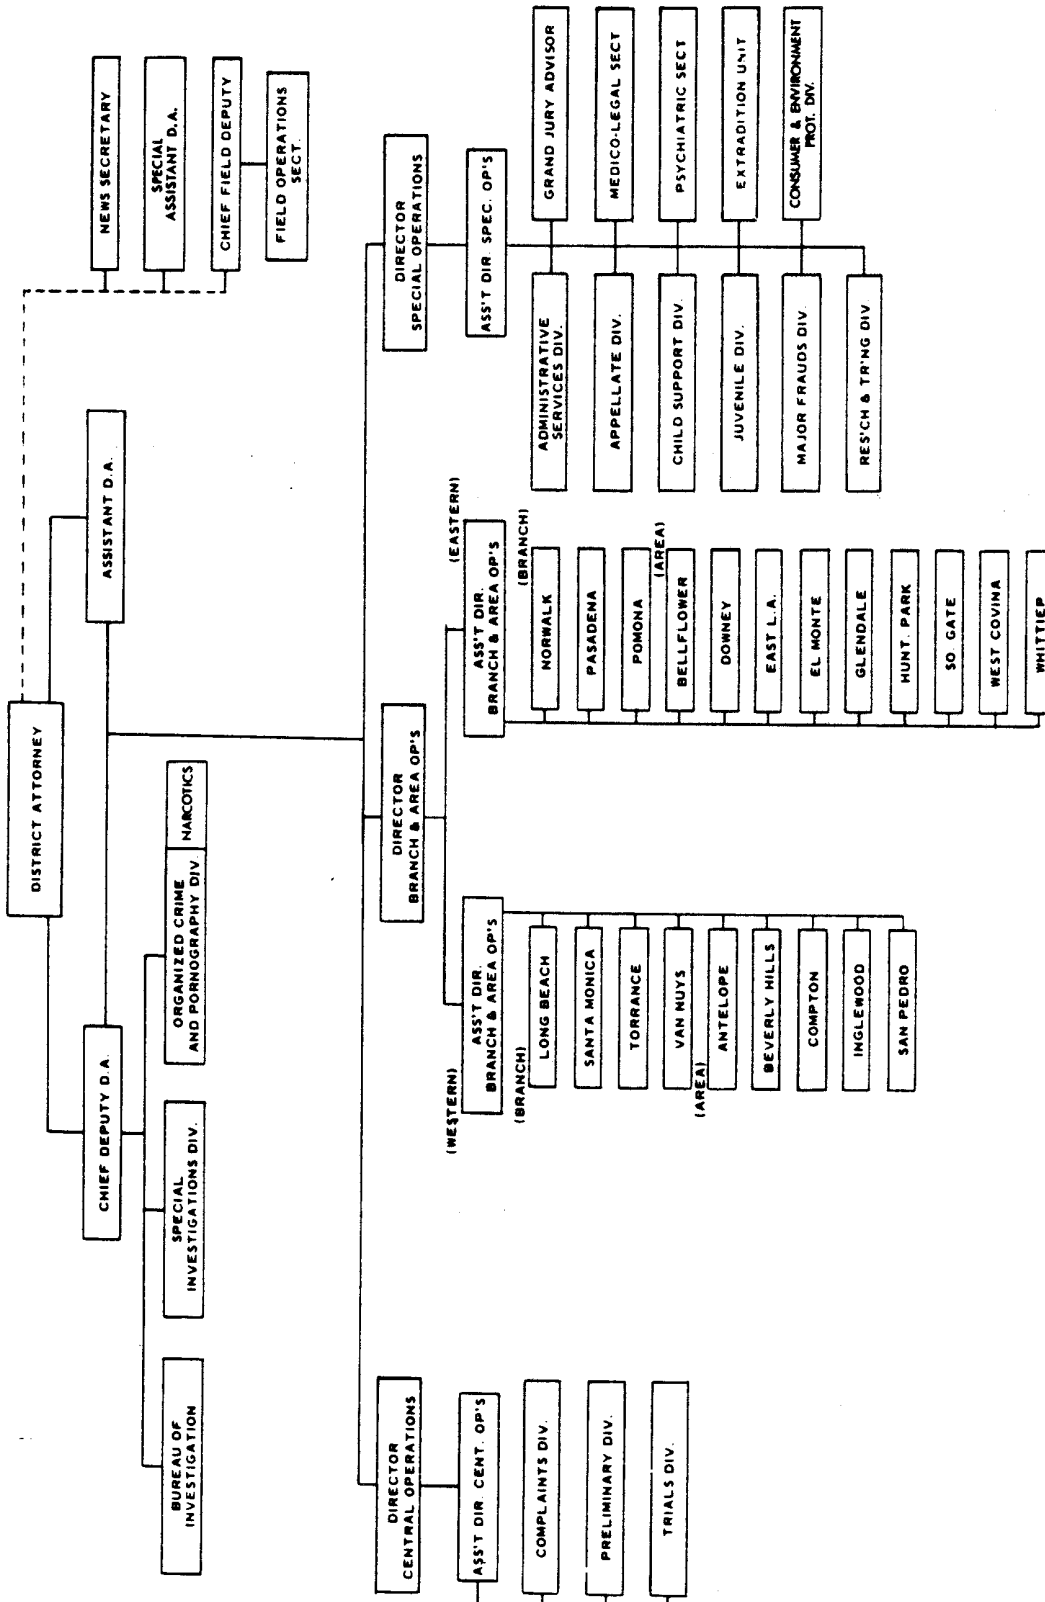 DISTRICT ATTORNEY
NEWS SECRETARY
SPECIAL
ASSISTANT D.A.
CHIEF FIELD DEPUTY
FIELD OPERATIONS
SECT.
CHIEF DEPUTY D.A.
ASSISTANT D.A.
BUREAU OF
INVESTIGATION
SPECIAL
INVESTIGATIONS DIV.
ORGANIZED CRIME
AND PORNOGRAPHY DIV.
NARCOTICS
DIRECTOR
CENTRAL OPERATIONS
ASS'T DIR. CENT. OP'S
COMPLAINTS DIV.
PRELIMINARY DIV.
TRIALS DIV.
DIRECTOR
BRANCH & AREA OP'S
(WESTERN)
ASS'T DIR.
BRANCH & AREA OP'S
(BRANCH)
LONG BEACH
SANTA MONICA
TORRANCE
VAN NUYS
(AREA)
ANTELOPE
BEVERLY HILLS
COMPTON
INGLEWOOD
SAN PEDRO
(EASTERN)
ASS'T DIR.
BRANCH & AREA OP'S
(BRANCH)
NORWALK
PASADENA
POMONA
(AREA)
BELLFLOWER
DOWNEY
EAST L.A.
EL MONTE
GLENDALE
HUNT. PARK
SO. GATE
WEST COVINA
WHITTIER
DIRECTOR
SPECIAL OPERATIONS
ASS'T DIR. SPEC. OP'S
ADMINISTRATIVE
SERVICES DIV.
GRAND JURY ADVISOR
APPELLATE DIV.
MEDICO-LEGAL SECT
CHILD SUPPORT DIV.
PSYCHIATRIC SECT
JUVENILE DIV.
EXTRADITION UNIT
MAJOR FRAUDS DIV.
CONSUMER & ENVIRONMENT
PROT. DIV.
RES'CH & TR'NG DIV.